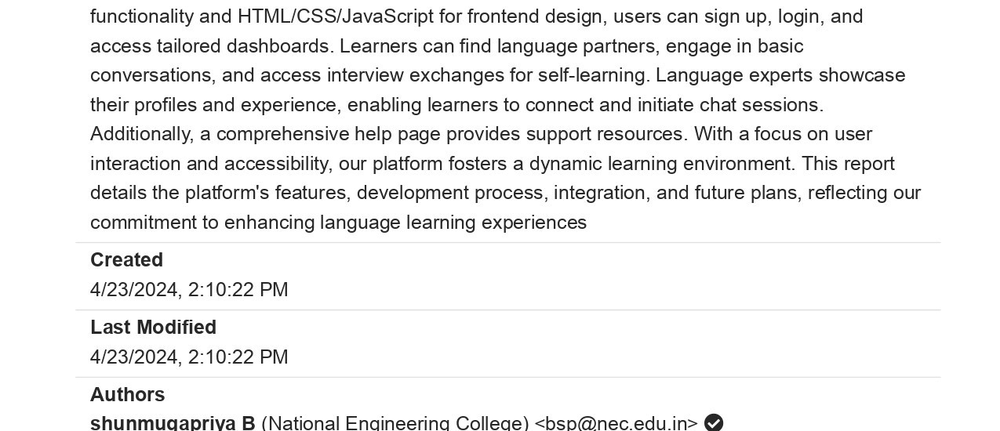 functionality and HTML/CSS/JavaScript for frontend design, users can sign up, login, and
access tailored dashboards. Learners can find language partners, engage in basic
conversations, and access interview exchanges for self-learning. Language experts showcase
their profiles and experience, enabling learners to connect and initiate chat sessions.
Additionally, a comprehensive help page provides support resources. With a focus on user
interaction and accessibility, our platform fosters a dynamic learning environment. This report
details the platform's features, development process, integration, and future plans, reflecting our
commitment to enhancing language learning experiences
Created
4/23/2024, 2:10:22 PM
Last Modified
4/23/2024, 2:10:22 PM
Authors
shunmugapriya B (National Engineering College) <bsp@nec.edu.in>